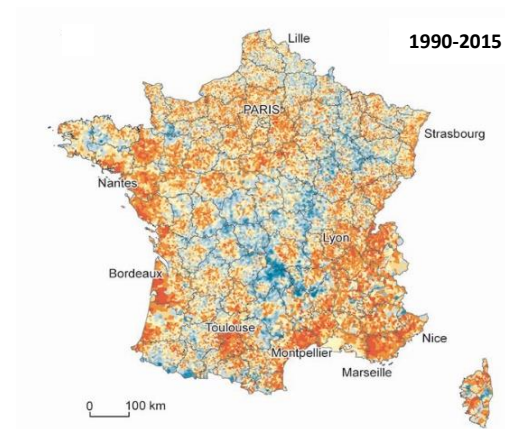 Lille
1990-2015
PARIS
Strasbourg
Nantes
Lyon
Bordeaux
Toulouse
Nice
Montpellier
Marseille
0 100 km